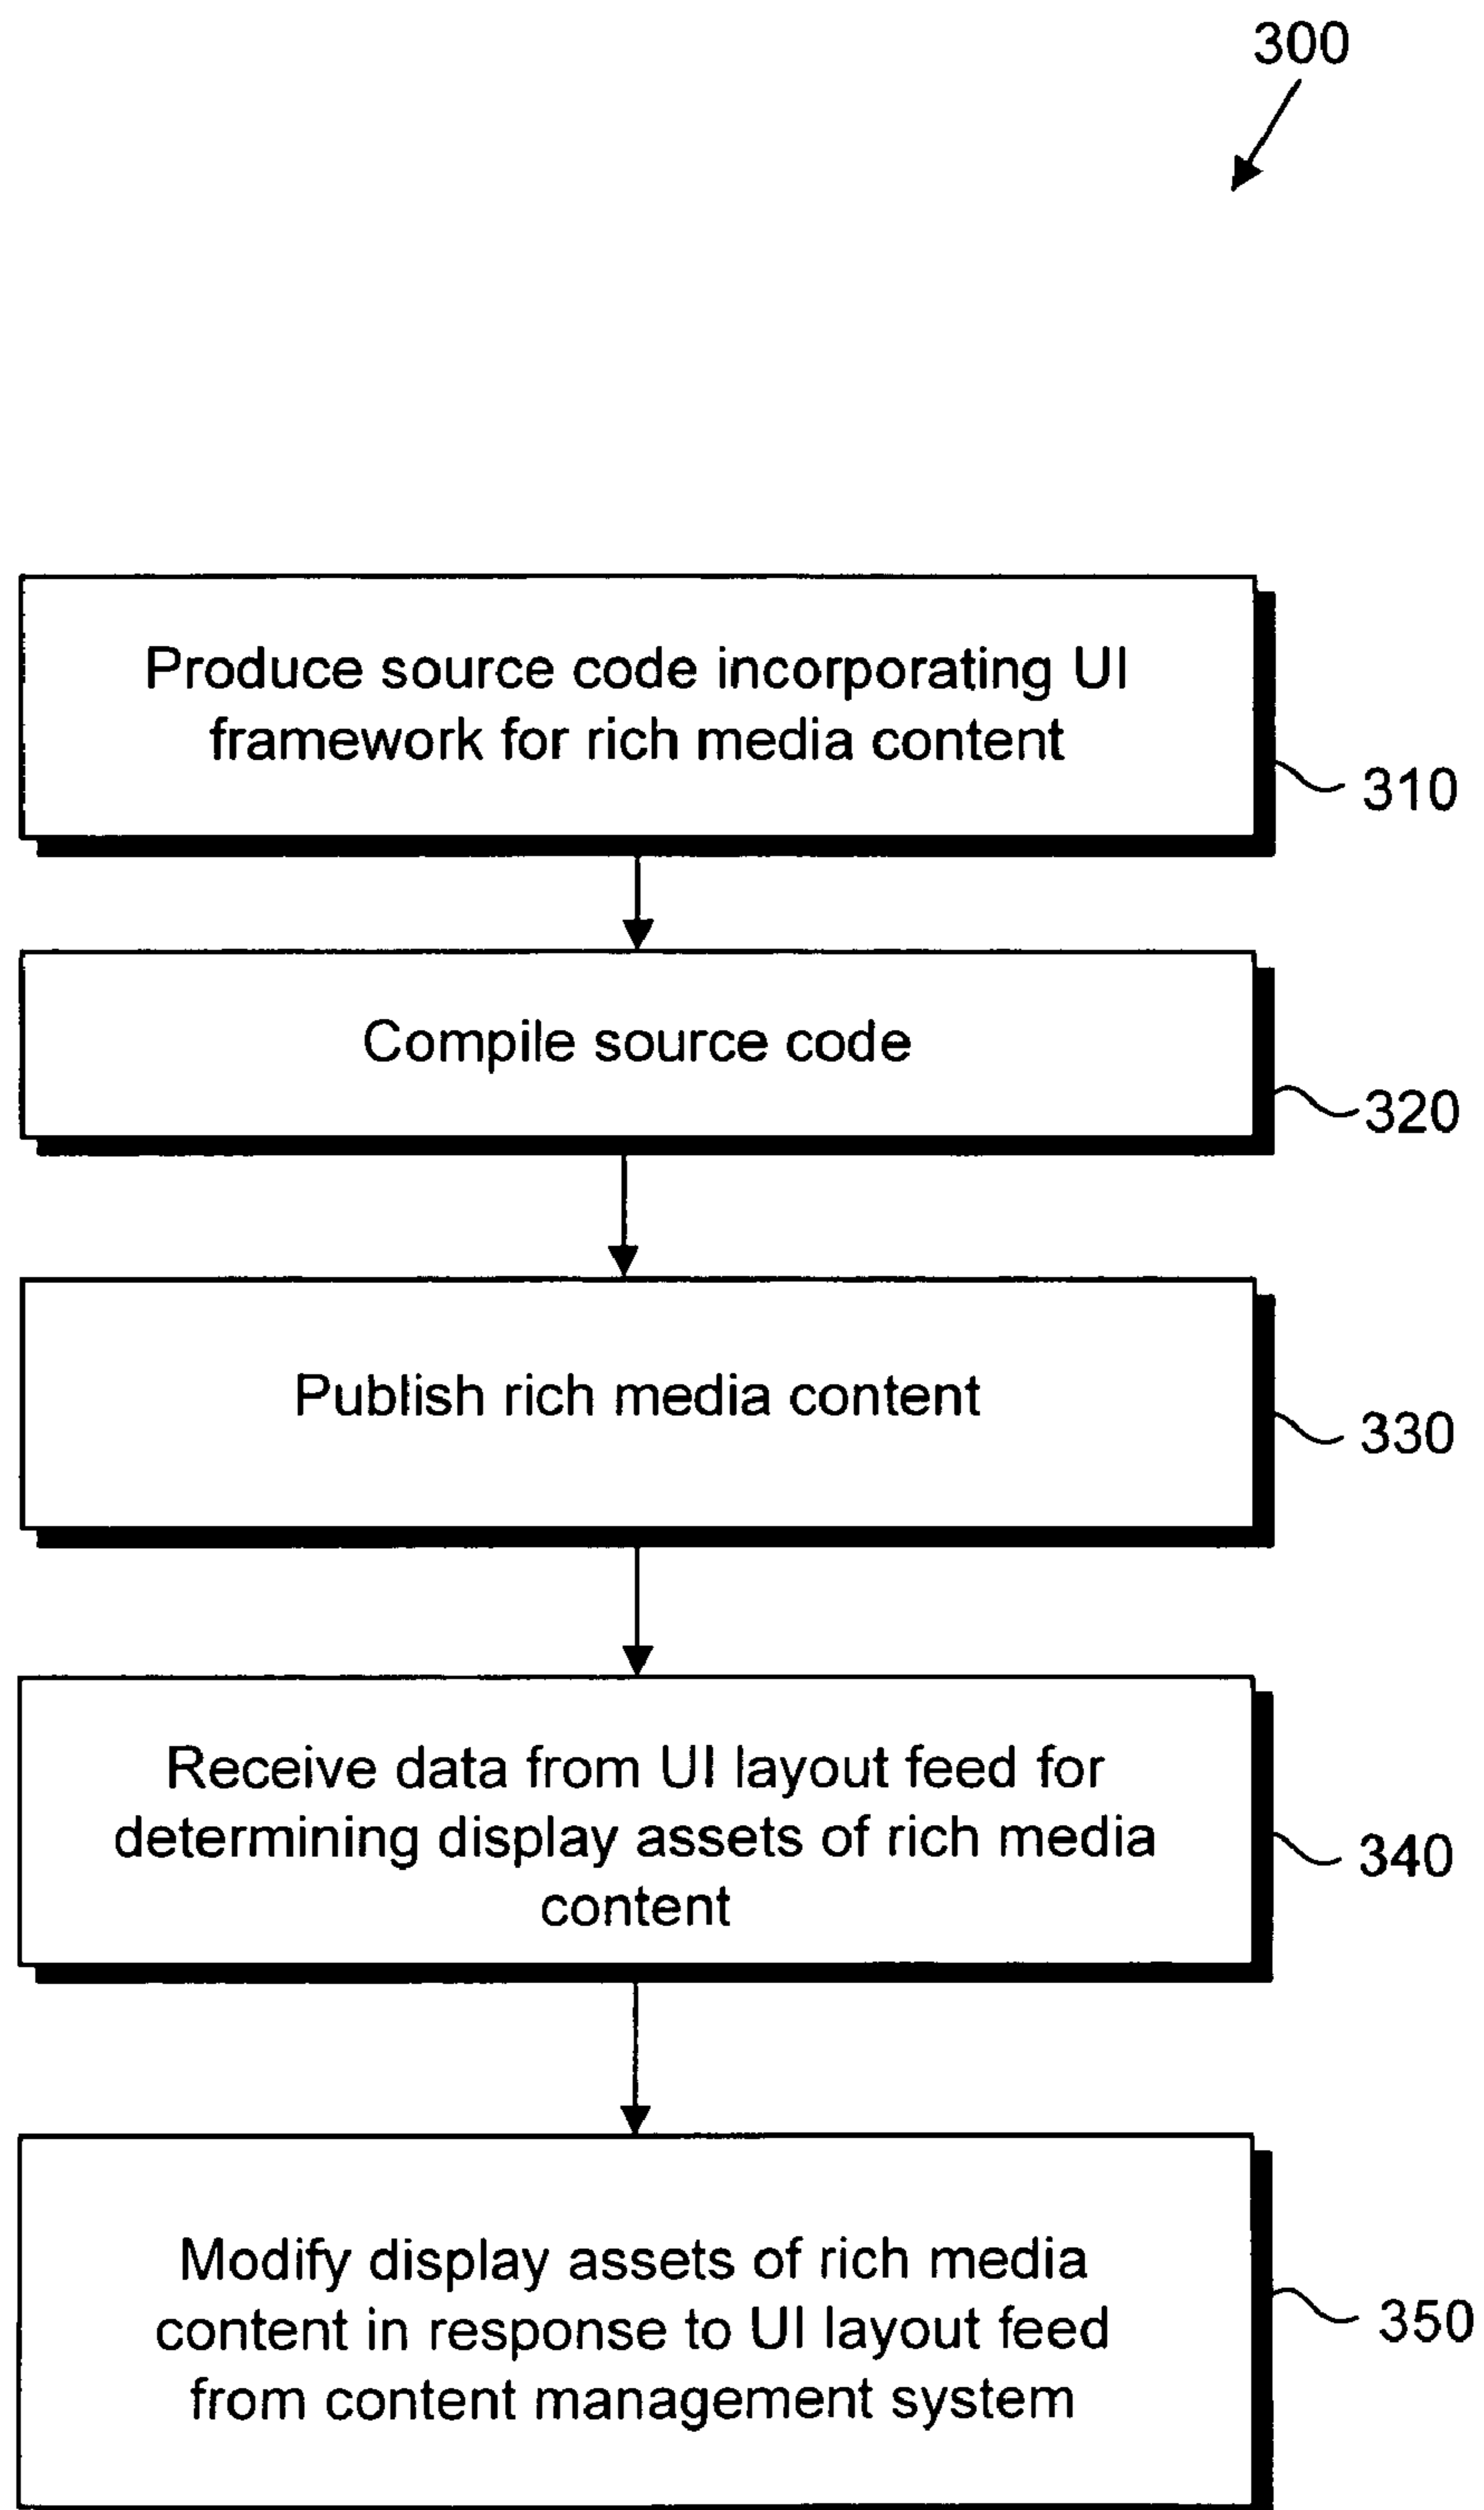 300
Produce source code incorporating UI
framework for rich media content
310
Compile source code
320
Publish rich media content
330
Receive data from UI layout feed for
determining display assets of rich media
content
340
Modify display assets of rich media
content in response to UI layout feed
from content management system
350